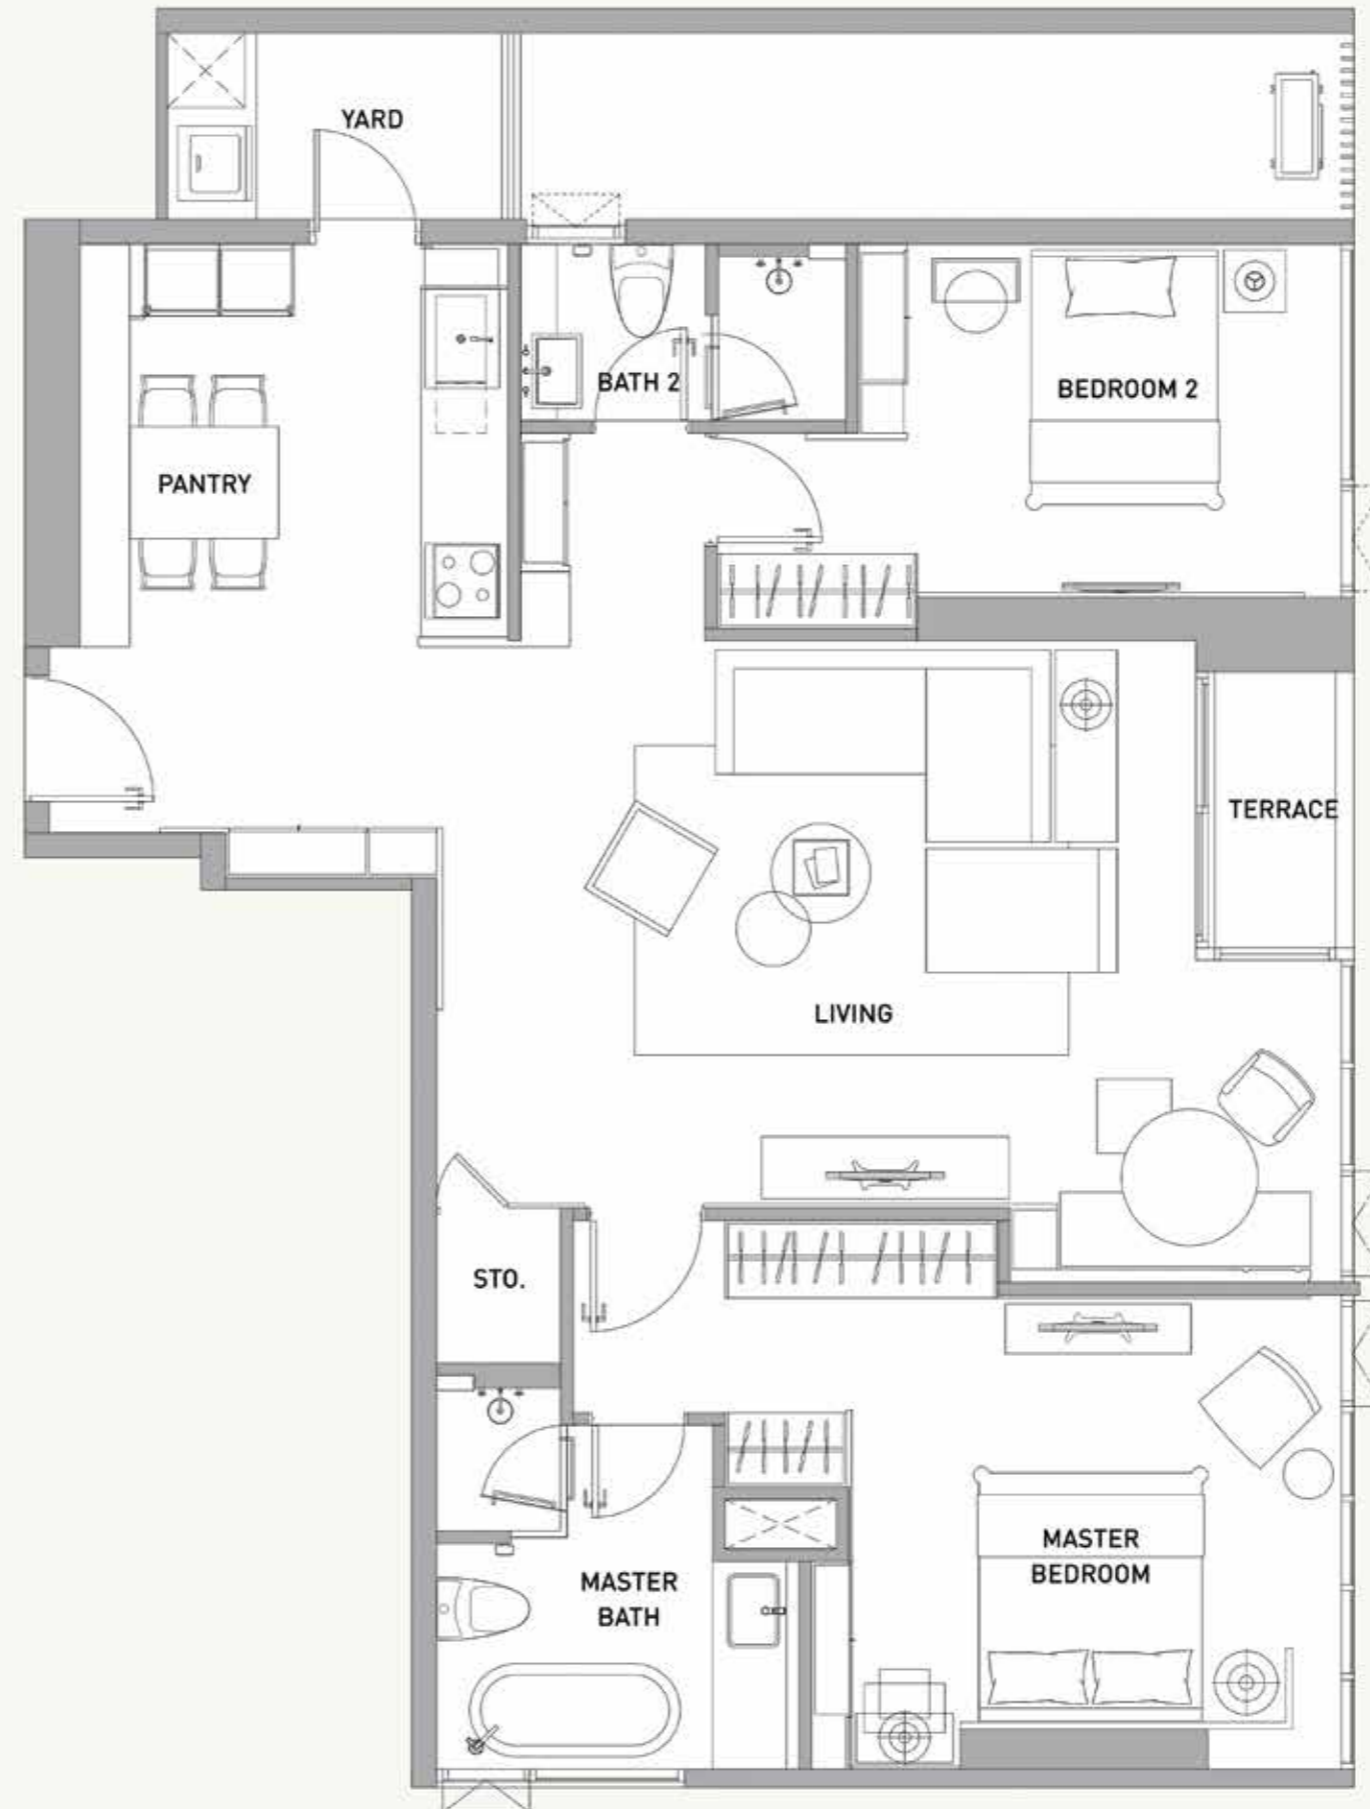 YARD
BATH 2
BEDROOM 2
PANTRY
TERRACE
LIVING
STO.
MASTER
BEDROOM
MASTER
BATH